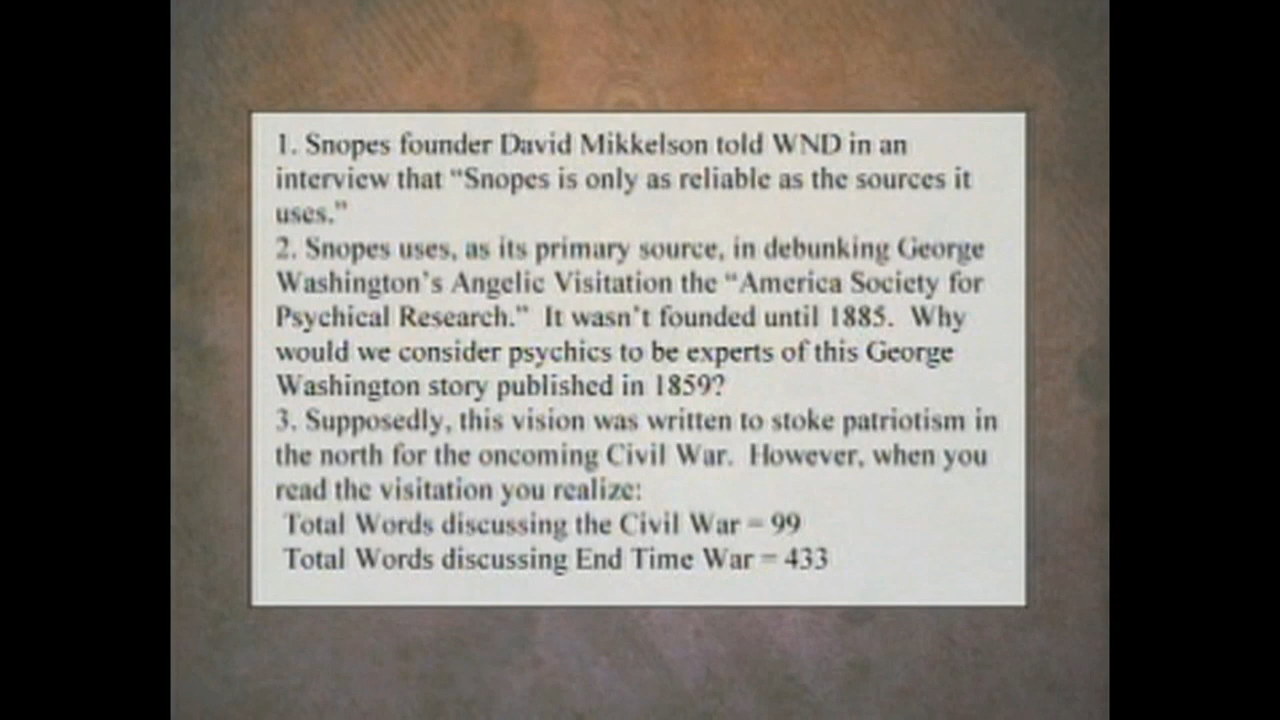 1. Snopes founder David Mikkelson told WND in an
interview that “Snopes is only as reliable as the sources it
uses.”
2. Snopes uses, as its primary source, in debunking George
Washington’s Angelic Visitation the “America Society for
Psychical Research.”  It wasn’t founded until 1885.  Why
would we consider psychics to be experts of this George
Washington story published in 1859?
3. Supposedly, this vision was written to stoke patriotism in
the north for the oncoming Civil War.  However, when you
read the visitation you realize:
Total Words discussing the Civil War = 99
Total Words discussing End Time War = 433